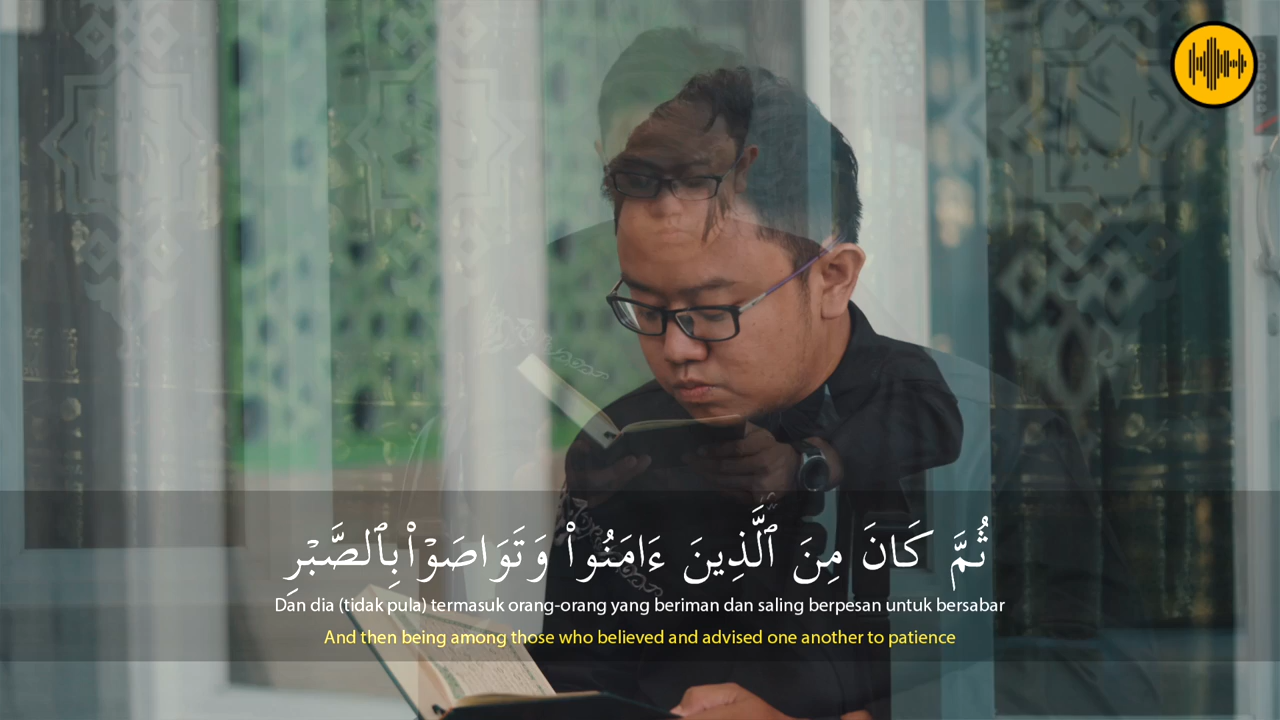 ثُمَّ كَانَ مِنَ ٱلَّذِينَ ءَامَنُوا۟ وَتَوَاصَوْا۟ بِٱلصَّبْرِ
Dan dia (tidak pula) termasuk orang-orang yang beriman dan saling berpesan untuk bersabar
And then being among those who believed and advised one another to patience